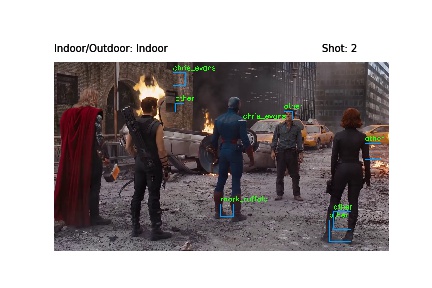 Indoor/Outdoor: Indoor
Shot: 2
chris_evans
other
chris_evans
other
other
mark_ruffalo
other
other